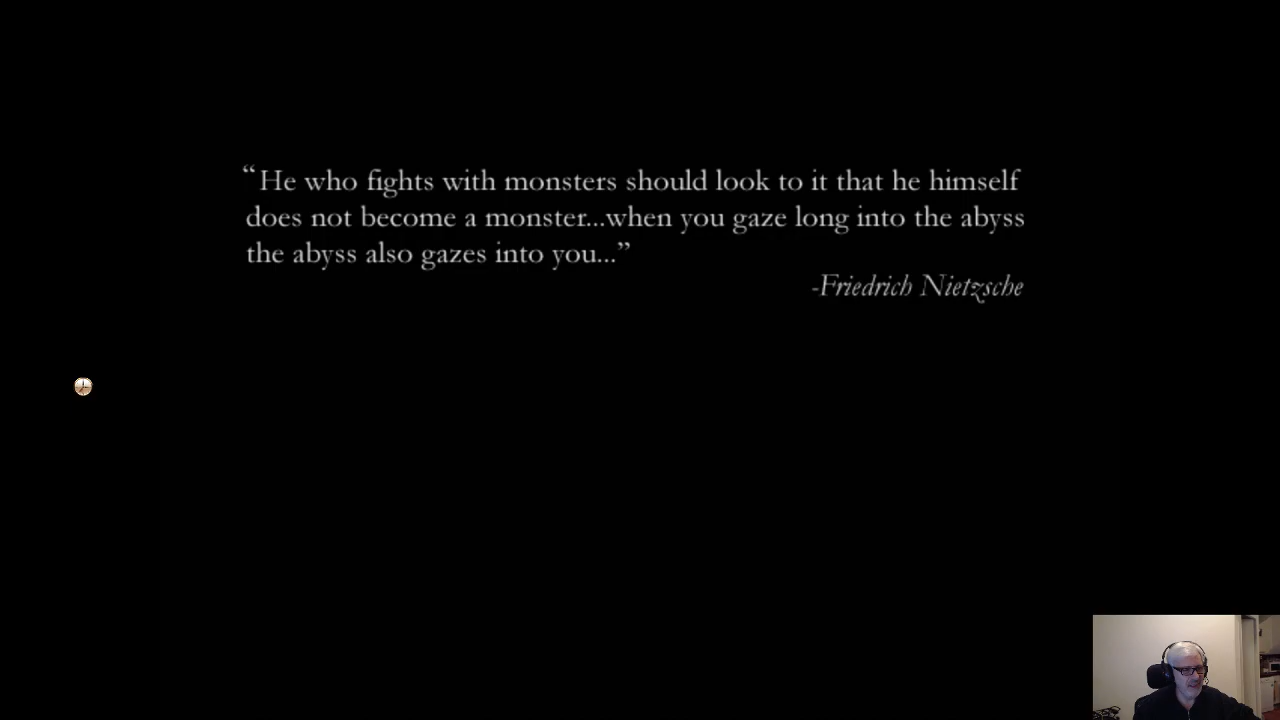 “He who fights with monsters should look to it that he himself
does not become a monster...when you gaze long into the abyss
the abyss also gazes into you...”
-Friedrich Nietzsche